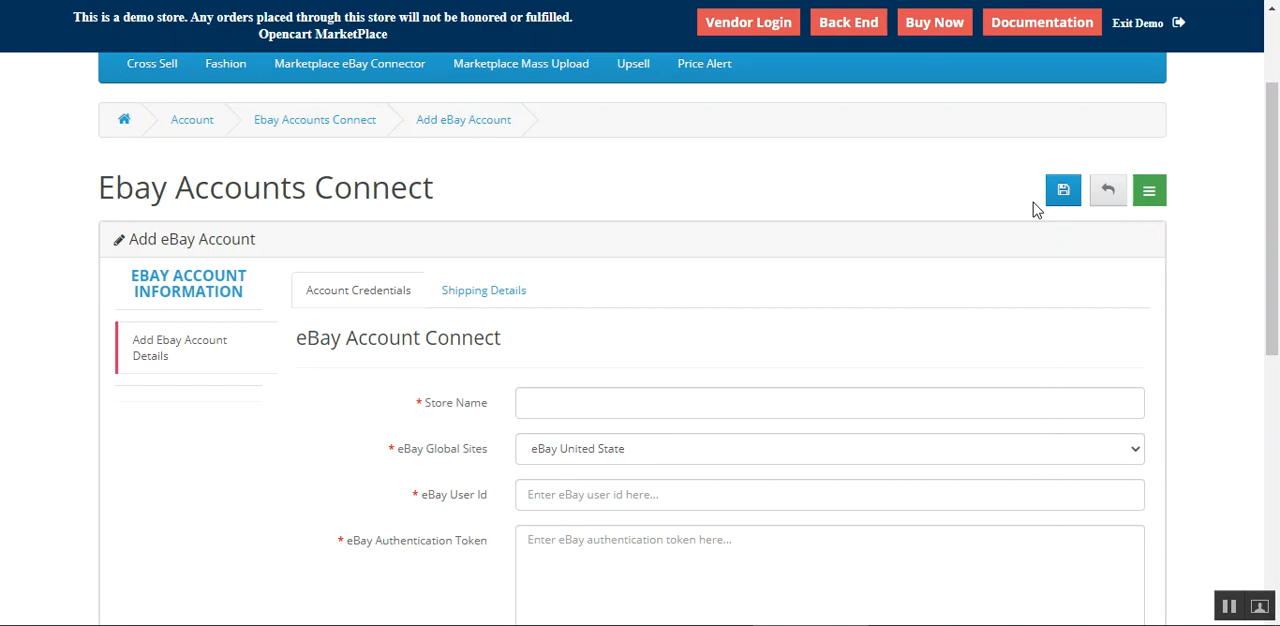 This is a demo store. Any orders placed through this store will not be honored or fulfilled.
Opencart MarketPlace
Vendor Login
Back End
Buy Now
Documentation
Exit Demo
Cross Sell
Fashion
Marketplace eBay Connector
Marketplace Mass Upload
Upsell
Price Alert
Account
Ebay Accounts Connect
Add eBay Account
Ebay Accounts Connect
Add eBay Account
EBAY ACCOUNT
INFORMATION
Add Ebay Account
Details
Account Credentials
Shipping Details
eBay Account Connect
* Store Name
* eBay Global Sites
eBay United State
* eBay User Id
Enter eBay user id here...
* eBay Authentication Token
Enter eBay authentication token here...